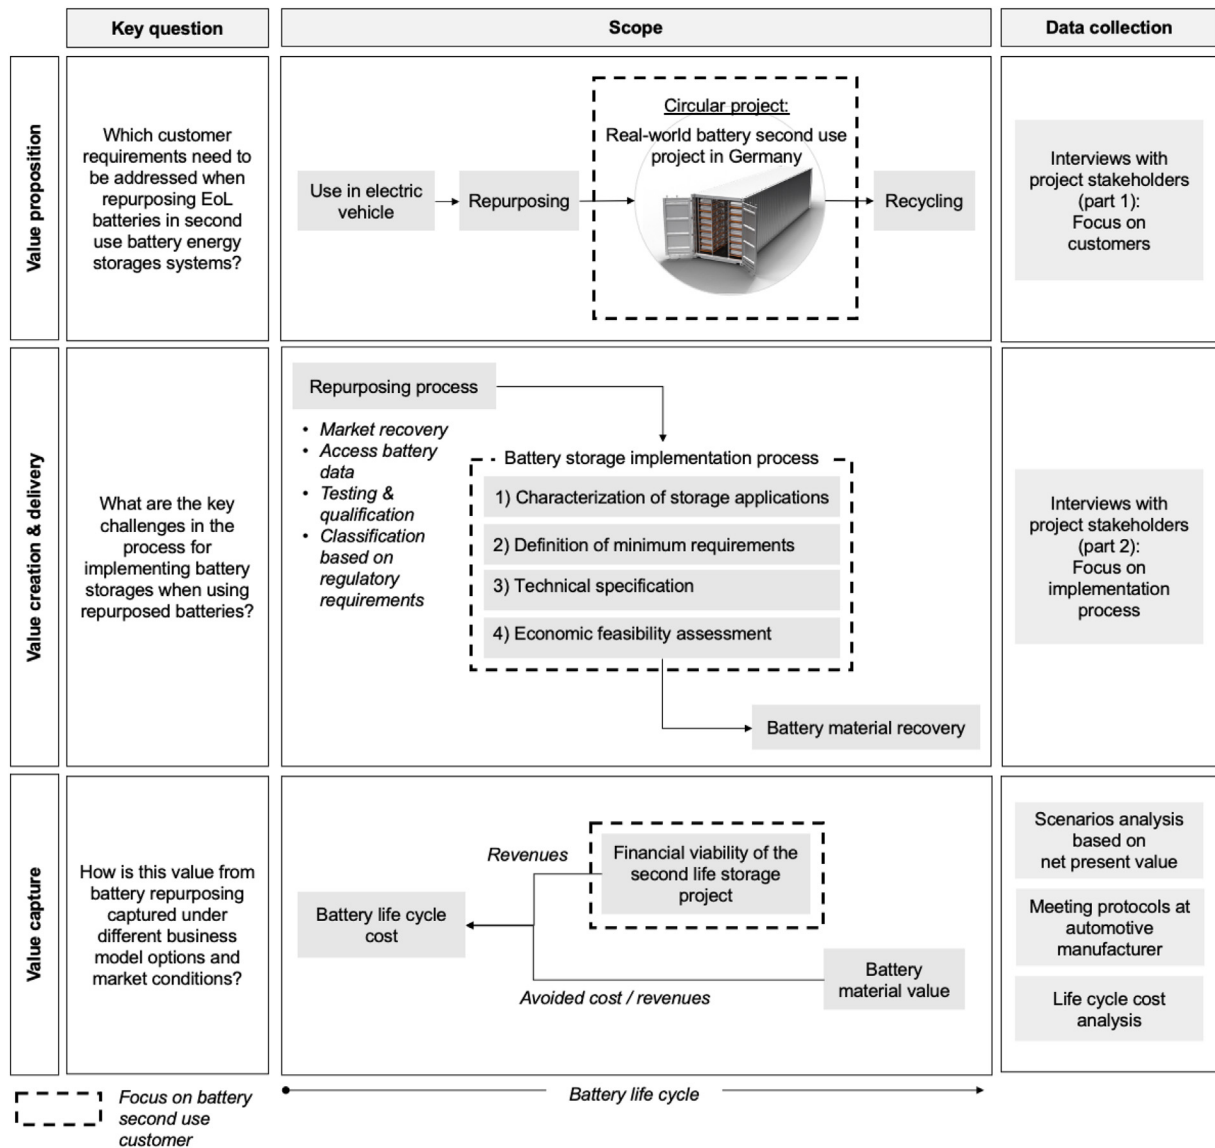 Key question
Scope
Data collection
Value proposition
Which customer
requirements need to
be addressed when
repurposing EoL
batteries in second
use battery energy
storages systems?
Use in electric
vehicle
Repurposing
Circular project:
Real-world battery second use
project in Germany
Recycling
Interviews with
project stakeholders
(part 1):
Focus on
customers
Value creation & delivery
What are the key
challenges in the
process for
implementing battery
storages when using
repurposed batteries?
Repurposing process
• Market recovery
• Access battery
data
• Testing &
qualification
• Classification
based on
regulatory
requirements
Battery storage implementation process
1) Characterization of storage applications
2) Definition of minimum requirements
3) Technical specification
4) Economic feasibility assessment
Battery material recovery
Interviews with
project stakeholders
(part 2):
Focus on
implementation
process
Value capture
How is this value from
battery repurposing
captured under
different business
model options and
market conditions?
Battery life cycle
cost
Revenues
Financial viability of the
second life storage
project
Avoided cost / revenues
Battery
material value
Scenarios analysis
based on
net present value
Meeting protocols at
automotive
manufacturer
Life cycle cost
analysis
Focus on battery
second use
customer
Battery life cycle